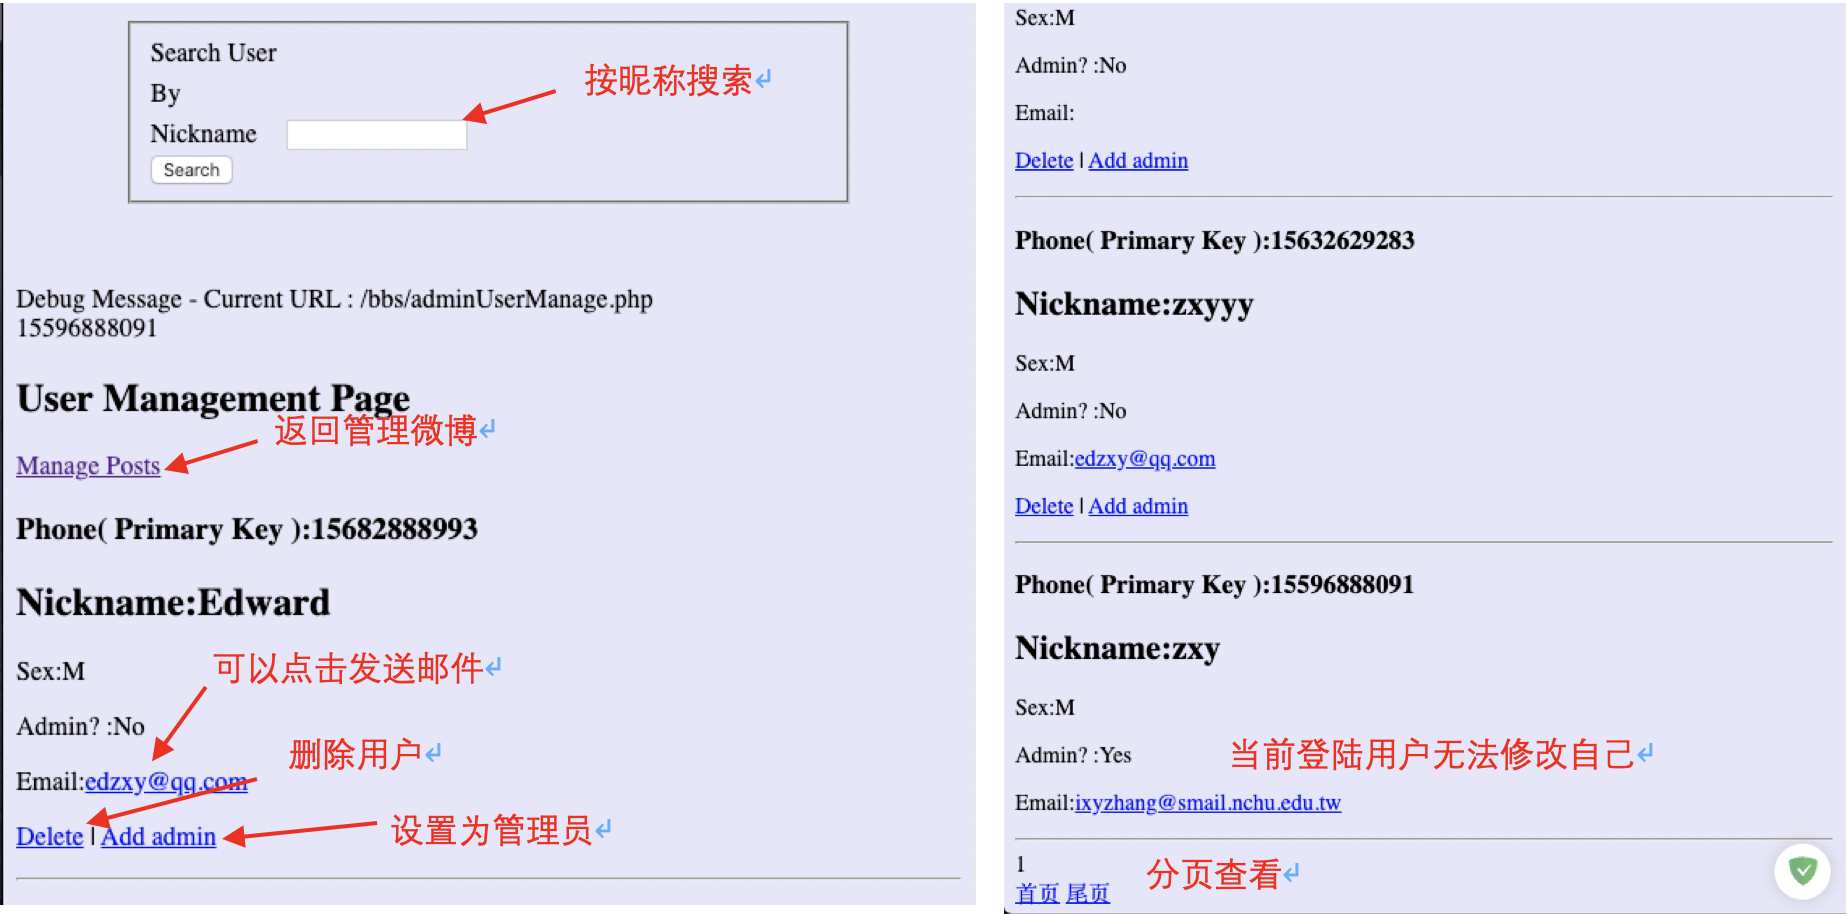 Search User
By
Nickname
Search
按昵称搜索↵
Debug Message - Current URL : /bbs/adminUserManage.php
15596888091
User Management Page
返回管理微博↵
Manage Posts
Phone( Primary Key ):15682888993
Nickname:Edward
Sex:M
可以点击发送邮件↵
Admin? :No
删除用户↵
Email:edzxy@qq.com
Delete | Add admin
设置为管理员↵
Sex:M
Admin? :No
Email:
Delete | Add admin
Phone( Primary Key ):15632629283
Nickname:zxyyy
Sex:M
Admin? :No
Email:edzxy@qq.com
Delete | Add admin
Phone( Primary Key ):15596888091
Nickname:zxy
Sex:M
Admin? :Yes
当前登陆用户无法修改自己↵
Email:ixyzhang@smail.nchu.edu.tw
1
分页查看↵
首页 尾页